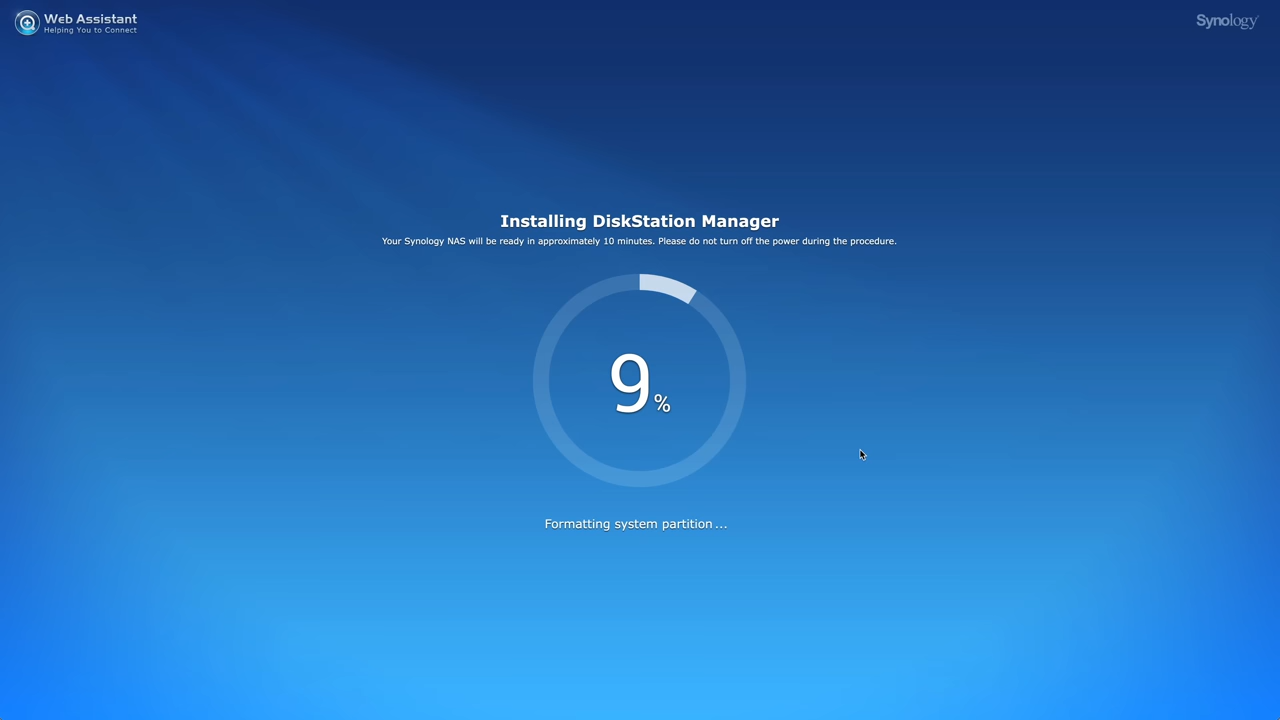 Web Assistant
Helping You to Connect
Synology
Installing DiskStation Manager
Your Synology NAS will be ready in approximately 10 minutes. Please do not turn off the power during the procedure.
9%
Formatting system partition...